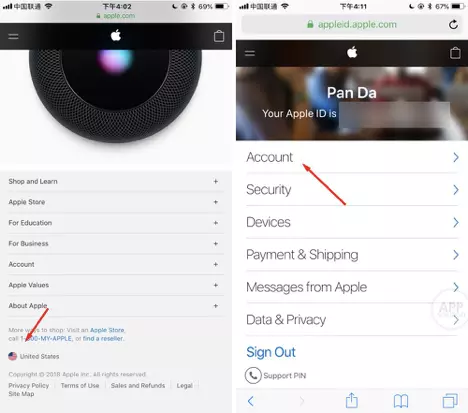 中国联通 下午4:02 69%
apple.com
Shop and Learn +
Apple Store +
For Education +
For Business +
Account +
Apple Values +
About Apple +
More ways to shop: Visit an Apple Store,
call 1-800-MY-APPLE, or find a reseller.
United States
Copyright © 2018 Apple Inc. All rights reserved.
Privacy Policy | Terms of Use | Sales and Refunds | Legal |
Site Map
中国联通 下午4:11 67%
appleid.apple.com
Pan Da
Your Apple ID is
Account
Security
Devices
Payment & Shipping
Messages from Apple
Data & Privacy
APP
Sign Out
Support PIN